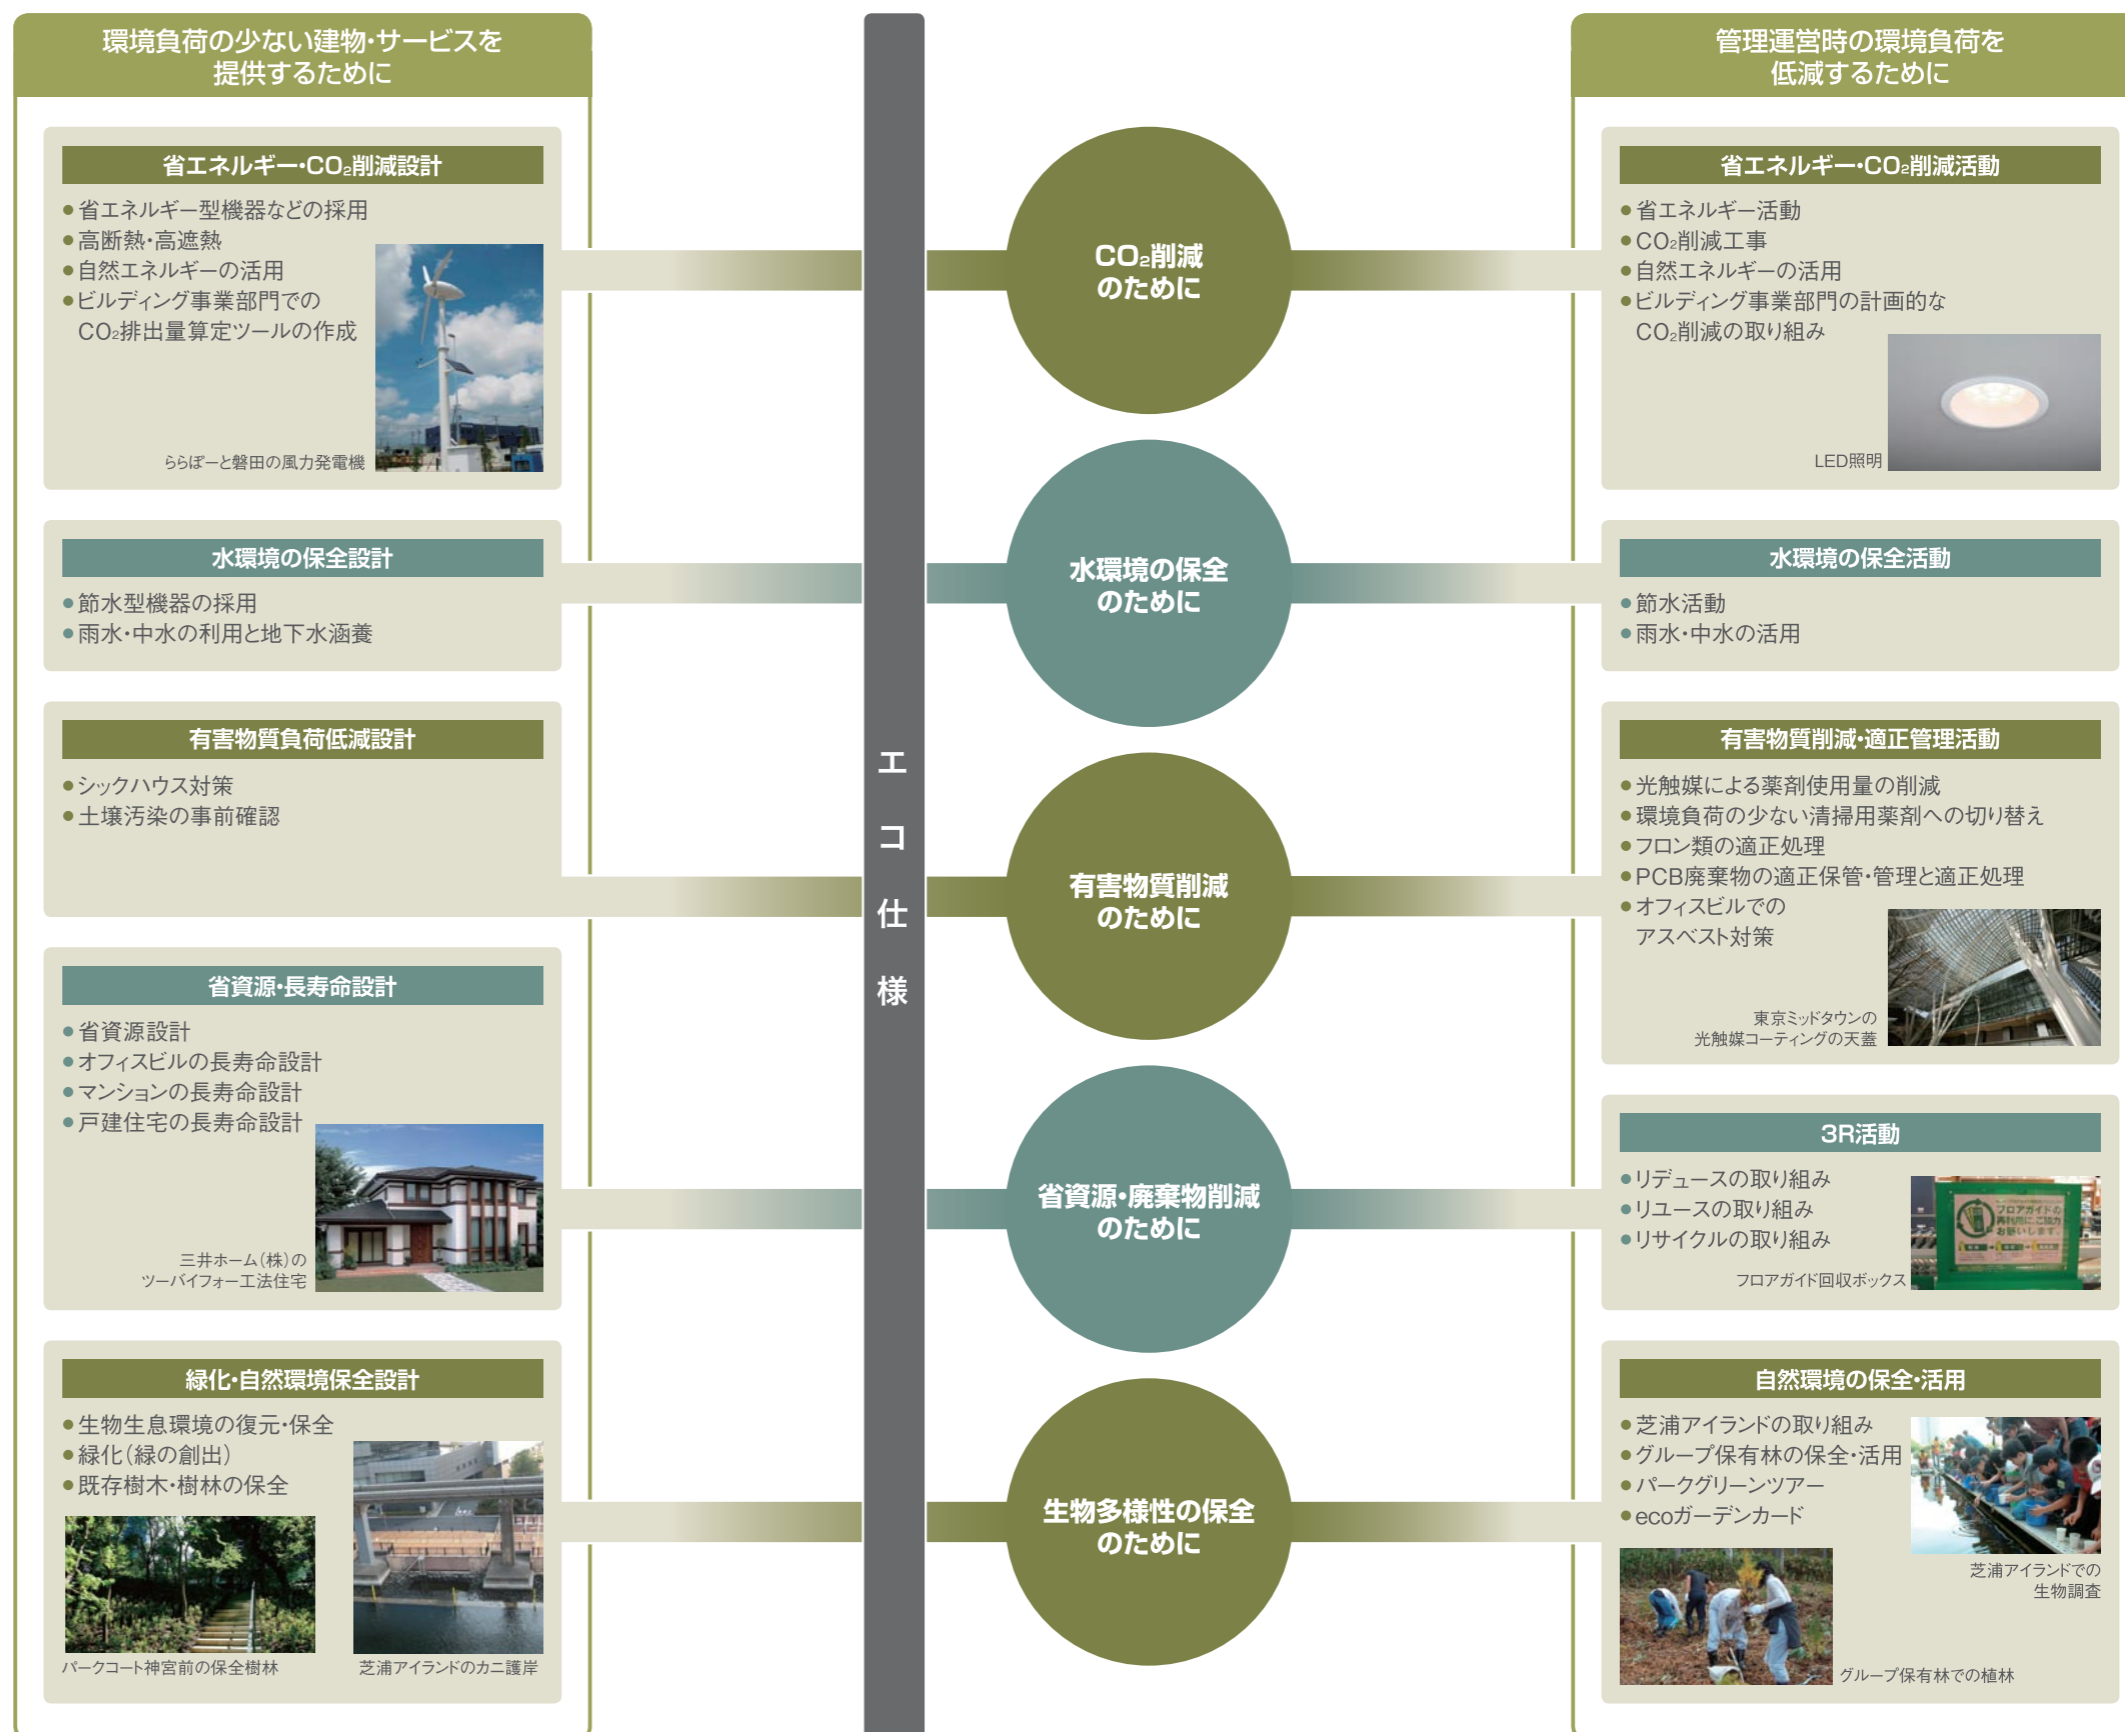 環境負荷の少ない建物・サービスを
提供するために
省エネルギー・CO₂削減設計
●省エネルギー型機器などの採用
●高断熱・高遮熱
●自然エネルギーの活用
●ビルディング事業部門での
CO₂排出量算定ツールの作成
ららぽーと磐田の風力発電機
水環境の保全設計
●節水型機器の採用
●雨水・中水の利用と地下水涵養
有害物質負荷低減設計
●シックハウス対策
●土壌汚染の事前確認
省資源・長寿命設計
●省資源設計
●オフィスビルの長寿命設計
●マンションの長寿命設計
●戸建住宅の長寿命設計
三井ホーム(株)の
ツーバイフォー工法住宅
緑化・自然環境保全設計
●生物生息環境の復元・保全
●緑化(緑の創出)
●既存樹木・樹林の保全
パークコート神宮前の保全樹林
芝浦アイランドのカニ護岸
エコ仕様
CO₂削減
のために
水環境の保全
のために
有害物質削減
のために
省資源・廃棄物削減
のために
生物多様性の保全
のために
管理運営時の環境負荷を
低減するために
省エネルギー・CO₂削減活動
●省エネルギー活動
●CO₂削減工事
●自然エネルギーの活用
●ビルディング事業部門の計画的な
CO₂削減の取り組み
LED照明
水環境の保全活動
●節水活動
●雨水・中水の活用
有害物質削減・適正管理活動
●光触媒による薬剤使用量の削減
●環境負荷の少ない清掃用薬剤への切り替え
●フロン類の適正処理
●PCB廃棄物の適正保管・管理と適正処理
●オフィスビルでの
アスベスト対策
東京ミッドタウンの
光触媒コーティングの天蓋
3R活動
●リデュースの取り組み
●リユースの取り組み
●リサイクルの取り組み
フロアガイドの
再利用に、ご協力
お願いします。
フロアガイド回収ボックス
自然環境の保全・活用
●芝浦アイランドの取り組み
●グループ保有林の保全・活用
●パークグリーンツアー
●ecoガーデンカード
芝浦アイランドでの
生物調査
グループ保有林での植林